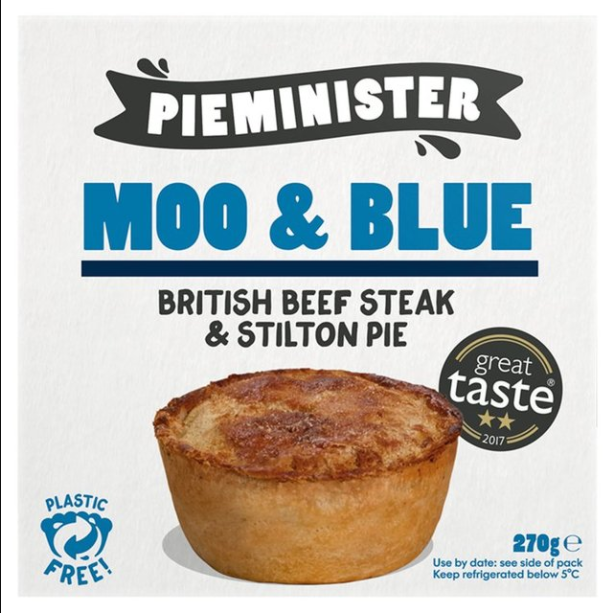 PIEMINISTER
MOO & BLUE
BRITISH BEEF STEAK
& STILTON PIE
great
taste®
2017
PLASTIC
FREE!
270g e
Use by date: see side of pack
Keep refrigerated below 5°C